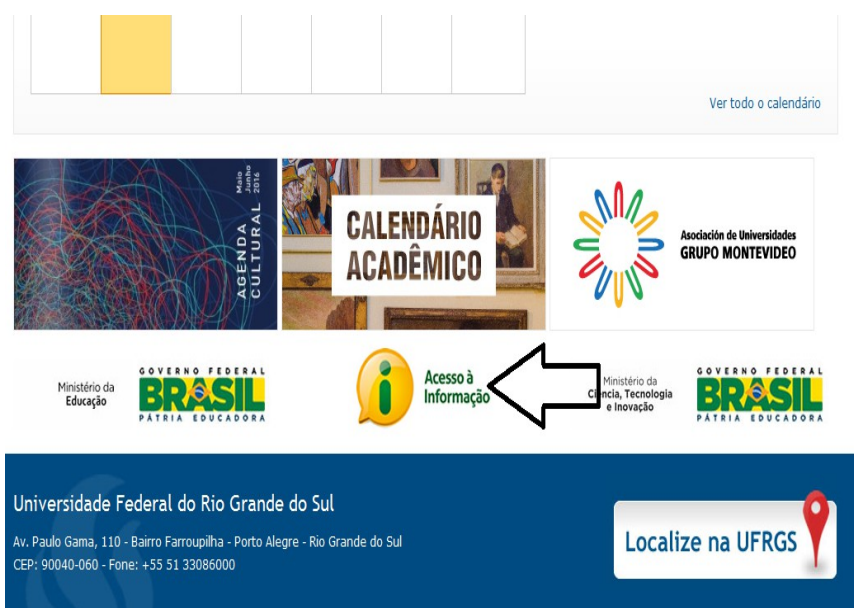 Ver todo o calendário
AGENDA
CULTURAL
Maio
Junho
2016
CALENDÁRIO
ACADÊMICO
Asociación de Universidades
GRUPO MONTEVIDEO
Ministério da
Educação
GOVERNO FEDERAL
BRASIL
PÁTRIA EDUCADORA
Acesso à
Informação
Ministério da
Ciência, Tecnologia
e Inovação
GOVERNO FEDERAL
BRASIL
PÁTRIA EDUCADORA
Universidade Federal do Rio Grande do Sul
Av. Paulo Gama, 110 - Bairro Farroupilha - Porto Alegre - Rio Grande do Sul
CEP: 90040-060 - Fone: +55 51 33086000
Localize na UFRGS